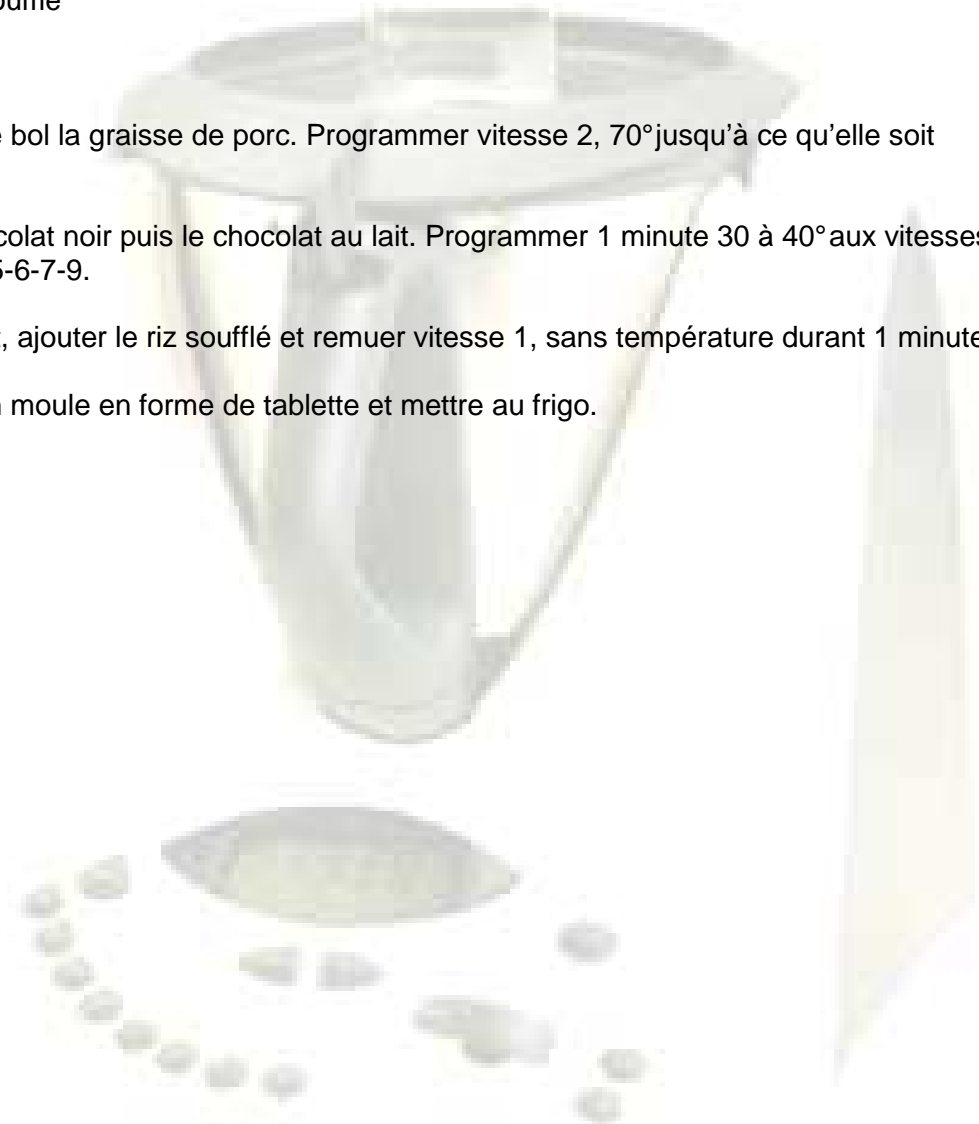 bol la graisse de porc. Programmer vitesse 2, 70° jusqu’à ce qu’elle soit
colat noir puis le chocolat au lait. Programmer 1 minute 30 à 40° aux vitesses
5-6-7-9.
, ajouter le riz soufflé et remuer vitesse 1, sans température durant 1 minute
moule en forme de tablette et mettre au frigo.